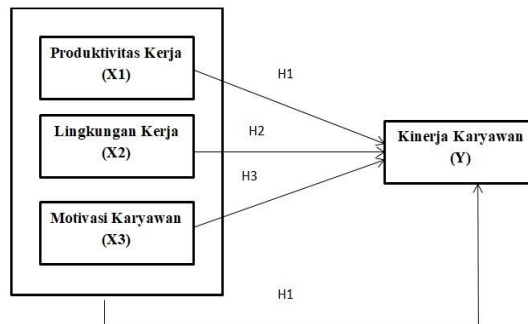 Produktivitas Kerja
(X1)
H1
Lingkungan Kerja
(X2)
H2
Kinerja Karyawan
(Y)
H3
Motivasi Karyawan
(X3)
H1